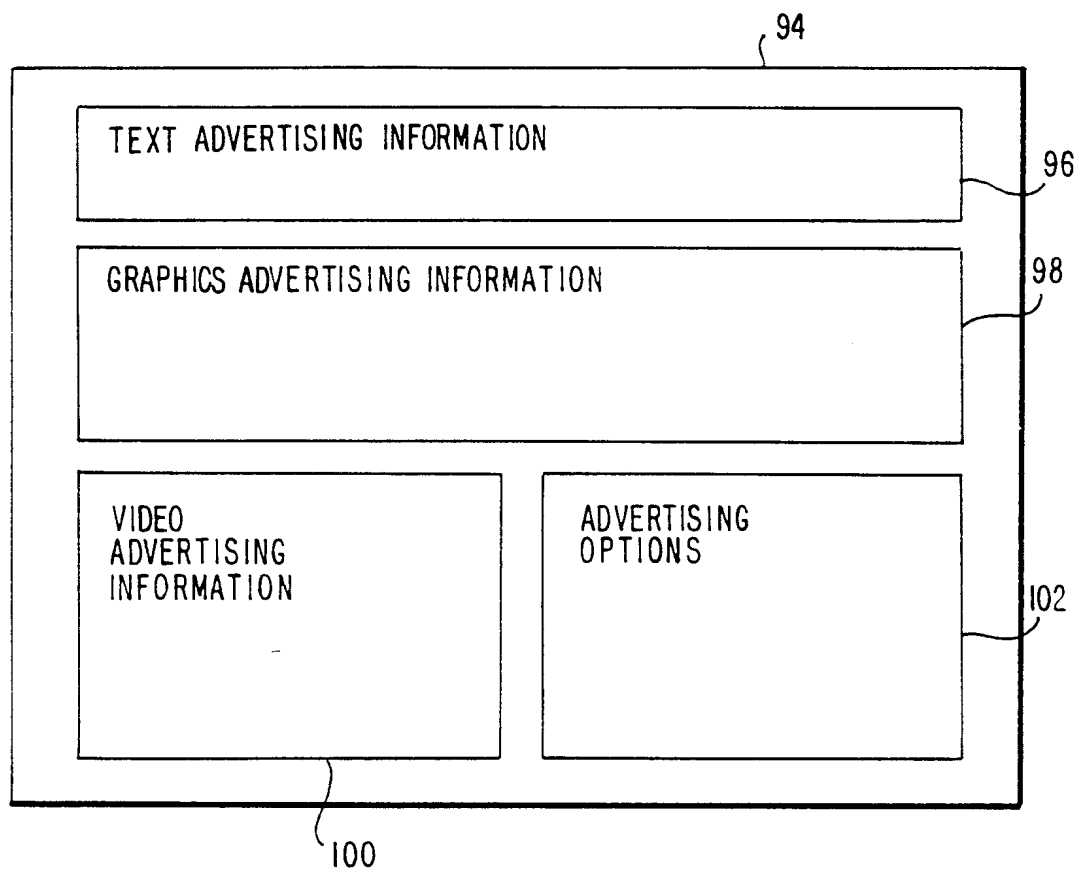 94
TEXT ADVERTISING INFORMATION
96
GRAPHICS ADVERTISING INFORMATION
98
VIDEO
ADVERTISING
INFORMATION
ADVERTISING
OPTIONS
102
100